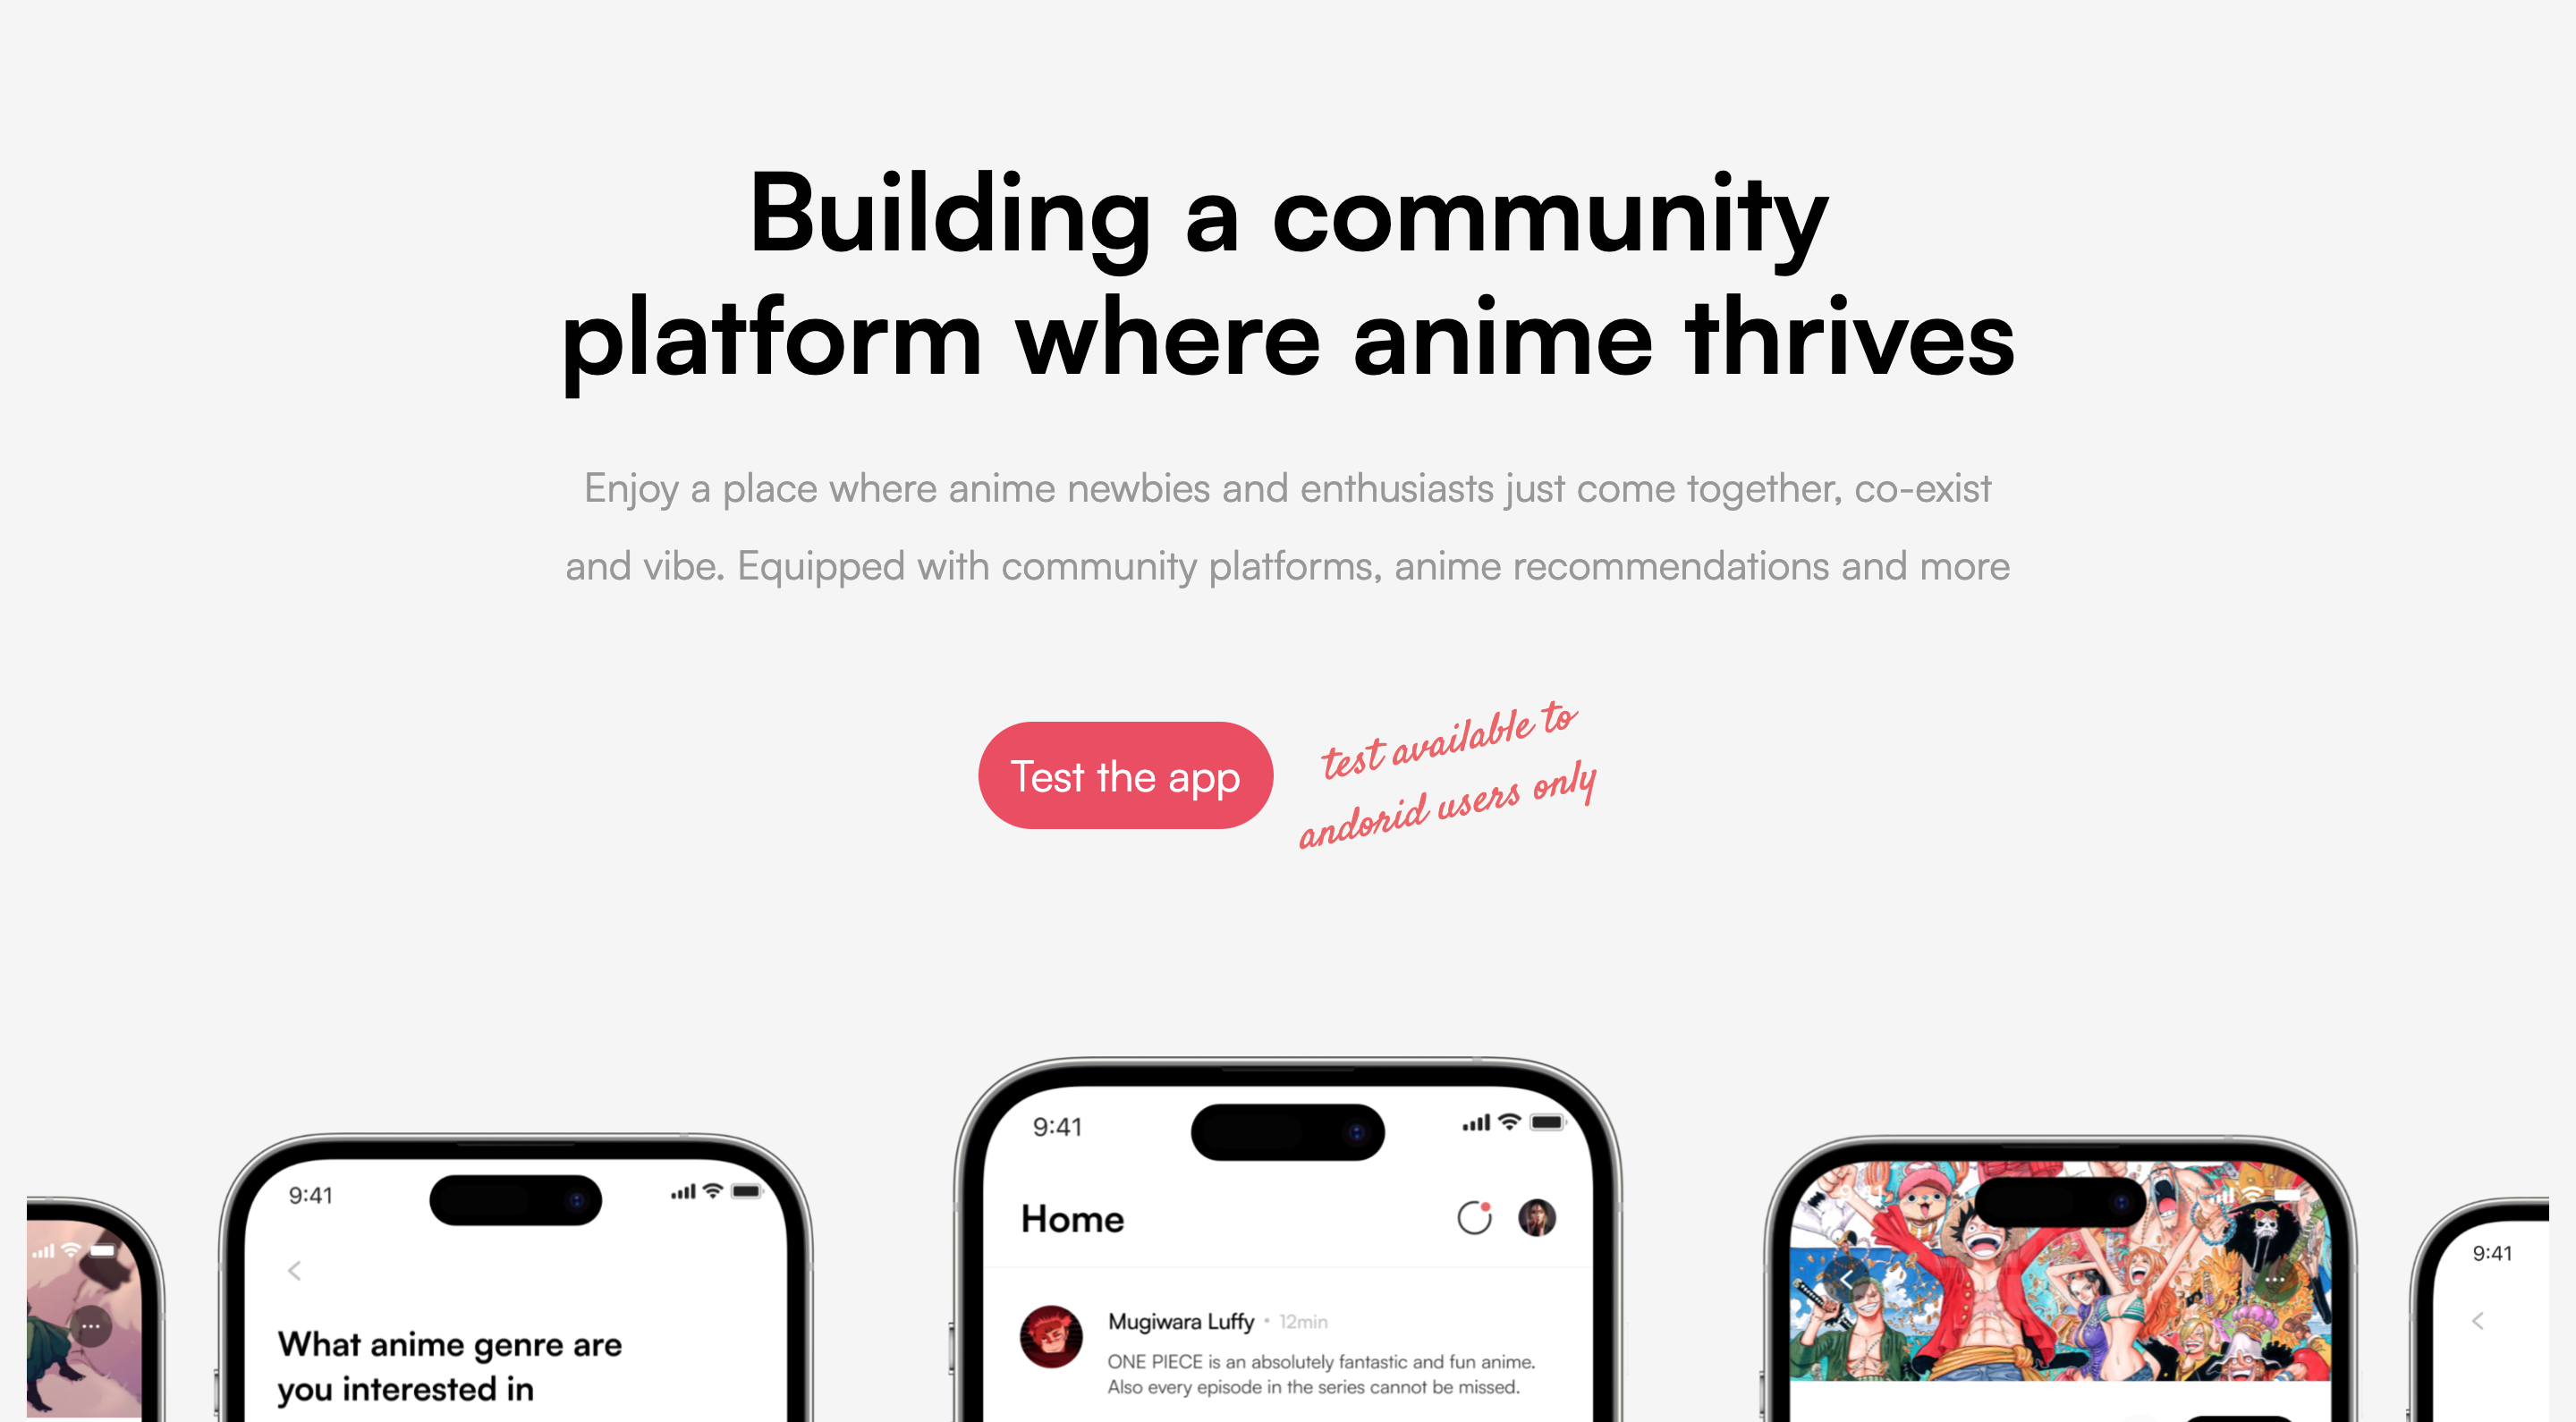 Building a community
platform where anime thrives
Enjoy a place where anime newbies and enthusiasts just come together, co-exist
and vibe. Equipped with community platforms, anime recommendations and more
Test the app
test available to
andorid users only
9:41
What anime genre are
you interested in
9:41
Home
Mugiwara Luffy • 12min
ONE PIECE is an absolutely fantastic and fun anime.
Also every episode in the series cannot be missed.
9:41